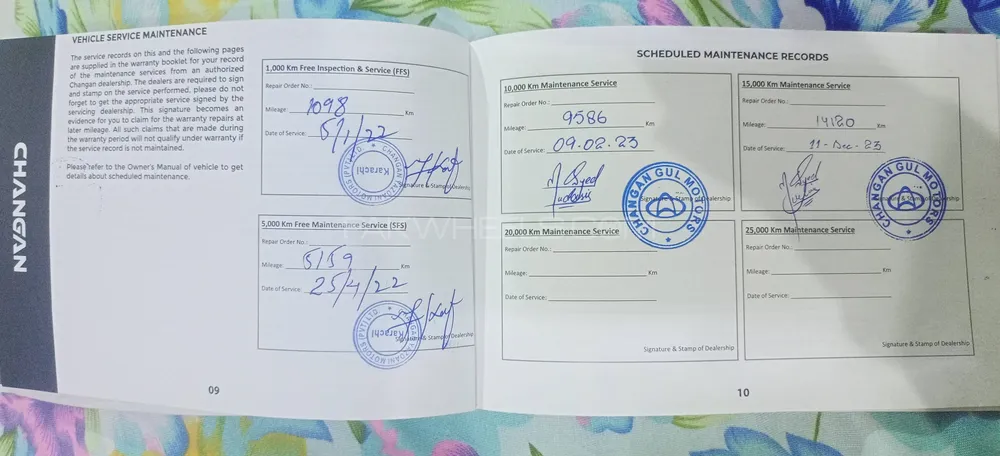 CHANGAN
VEHICLE SERVICE MAINTENANCE
The service records on this and the following pages
are supplied in the warranty booklet for your record
of the maintenance services from an authorized
Changan dealership. The dealers are required to sign
and stamp on the service performed, please do not
forget to get the appropriate service signed by the
servicing dealership. This signature becomes an
evidence for you to claim for the warranty repairs at
later mileage. All such claims that are made during
the warranty period will not qualify under warranty if
the service record is not maintained.
Please refer to the Owner's Manual of vehicle to get
details about scheduled maintenance.
1,000 Km Free Inspection & Service (FFS)
Repair Order No.:
Mileage: 1098 Km
Date of Service: 5/1/22
CHANGAN MOTORS (PVT) LTD.
Karachi
Signature & Stamp of Dealership
5,000 Km Free Maintenance Service (SFS)
Repair Order No.:
Mileage: 5159 Km
Date of Service: 25/4/22
CHANGAN MOTORS (PVT) LTD.
Karachi
Signature & Stamp of Dealership
09
SCHEDULED MAINTENANCE RECORDS
10,000 Km Maintenance Service
Repair Order No.:
Mileage: 9586 Km
Date of Service: 09.02.23
CHANGAN GUL MOTORS
Signature & Stamp of Dealership
15,000 Km Maintenance Service
Repair Order No.:
Mileage: 14120 Km
Date of Service: 11-Dec-23
CHANGAN GUL MOTORS
20,000 Km Maintenance Service
Repair Order No.:
Mileage: Km
Date of Service:
Signature & Stamp of Dealership
25,000 Km Maintenance Service
Repair Order No.:
Mileage: Km
Date of Service:
Signature & Stamp of Dealership
10